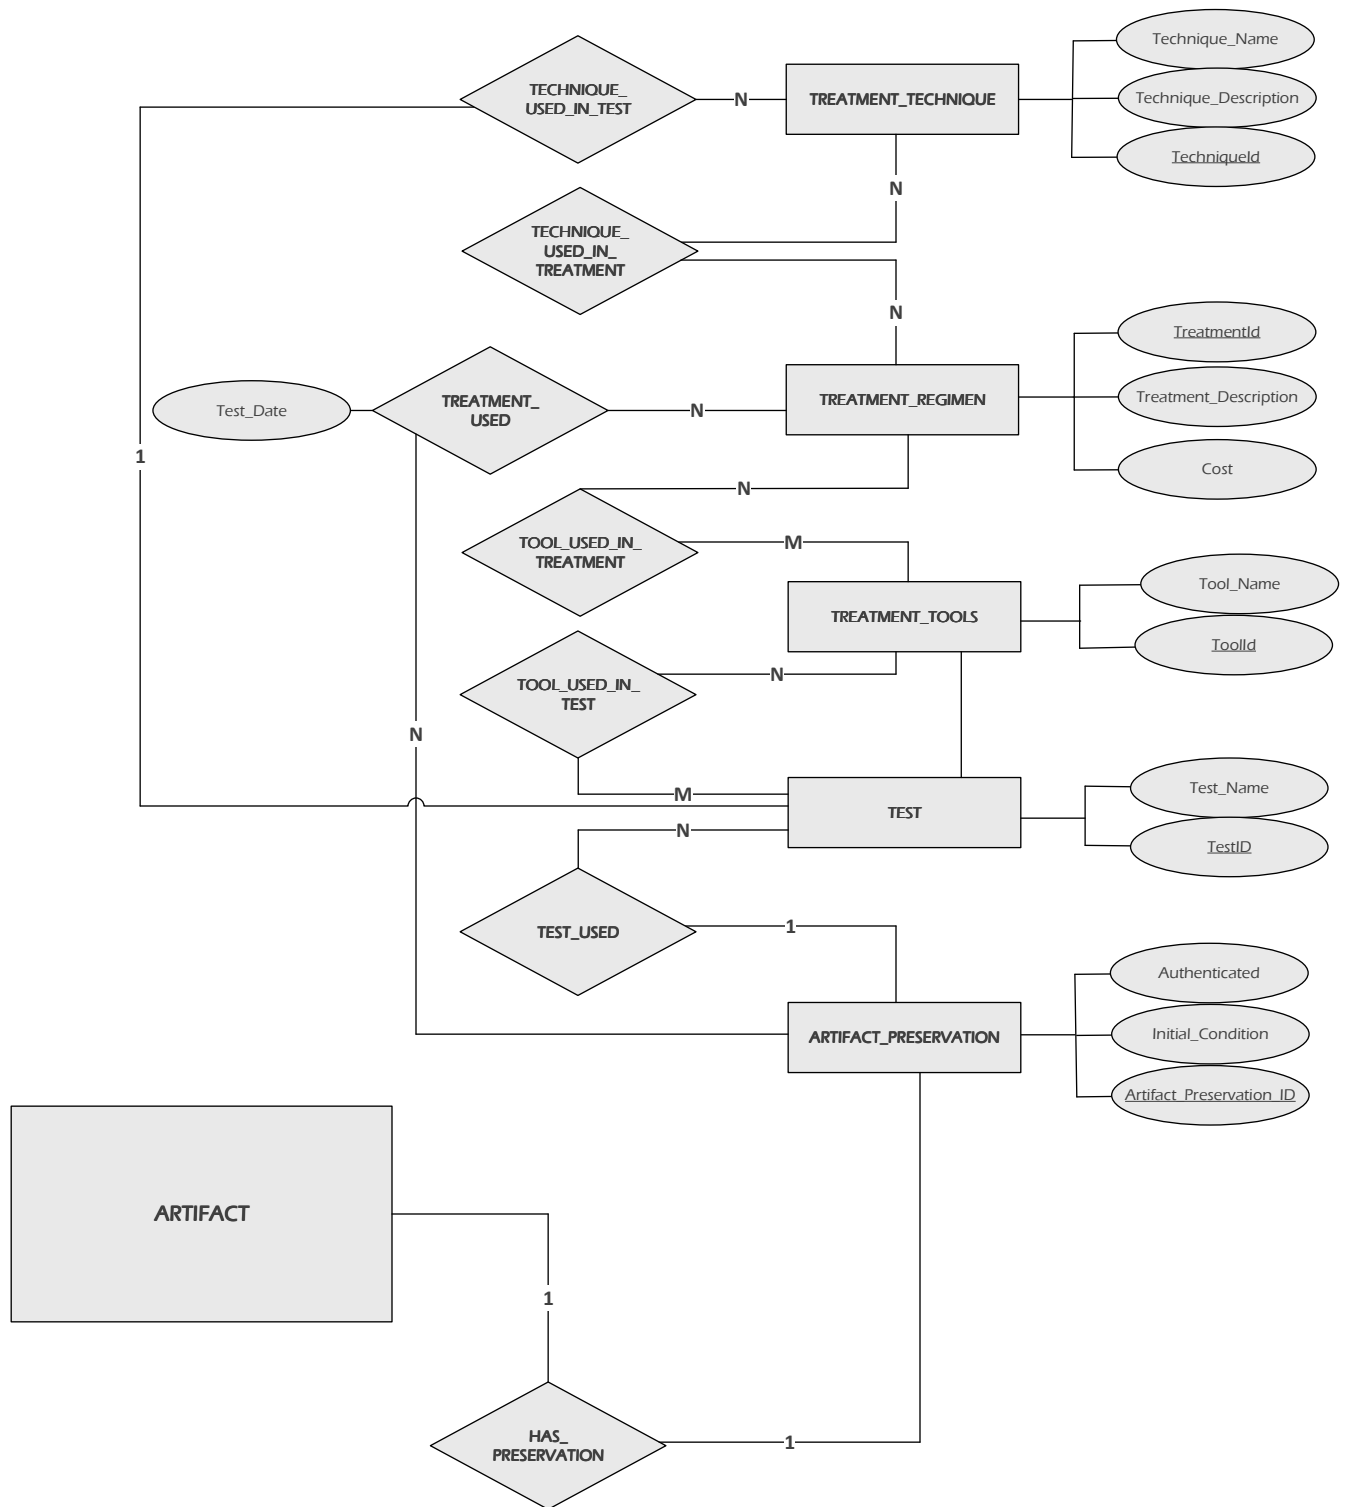 TECHNIQUE_
USED_IN_TEST
N
TREATMENT_TECHNIQUE
Technique_Name
Technique_Description
TechniqueId
N
TECHNIQUE_
USED_IN_
TREATMENT
N
TreatmentId
Test_Date
TREATMENT_
USED
N
TREATMENT_REGIMEN
Treatment_Description
Cost
1
N
TOOL_USED_IN_
TREATMENT
M
TREATMENT_TOOLS
Tool_Name
ToolId
TOOL_USED_IN_
TEST
N
N
M
TEST
Test_Name
TestID
N
TEST_USED
1
Authenticated
ARTIFACT_PRESERVATION
Initial_Condition
Artifact_Preservation_ID
ARTIFACT
1
HAS_
PRESERVATION
1